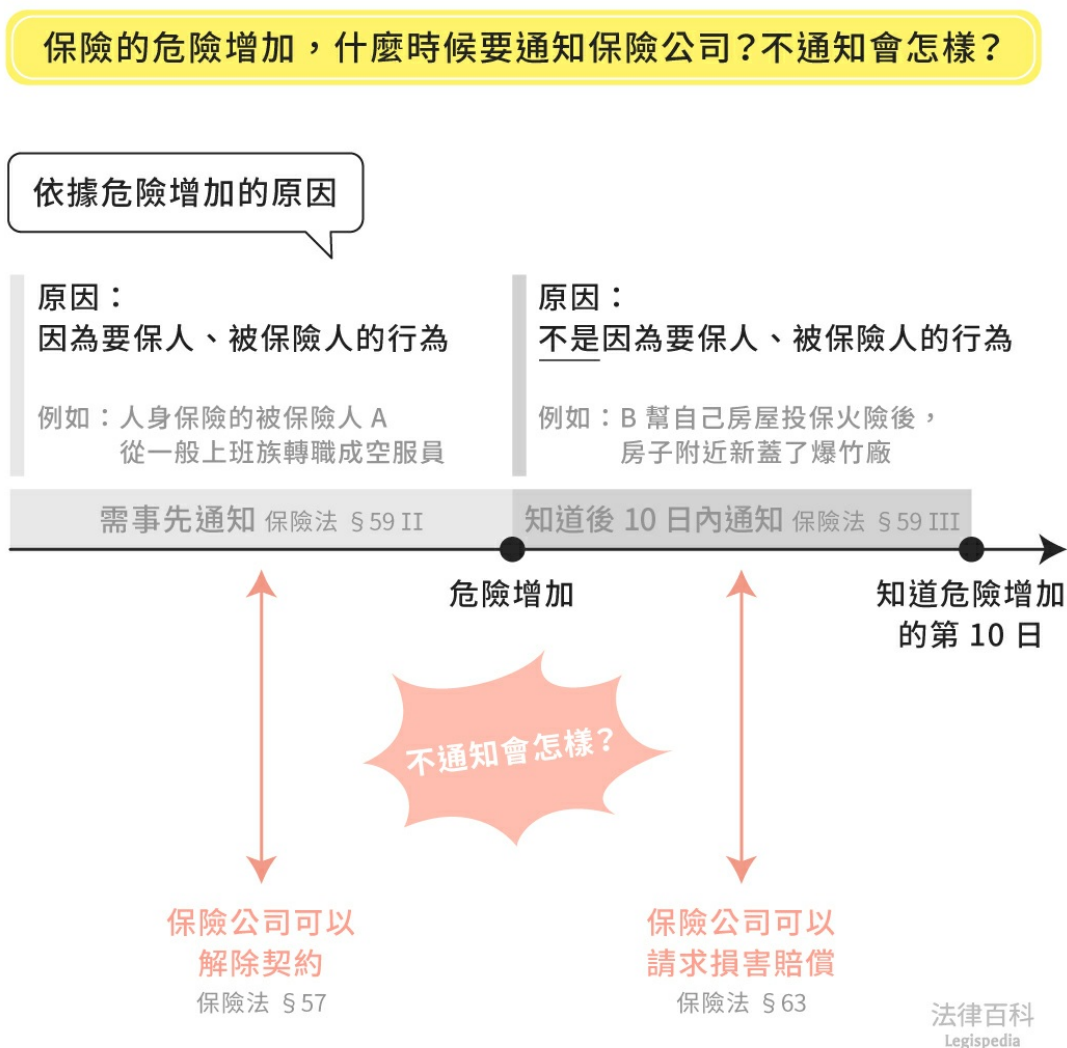 保險的危險增加，什麼時候要通知保險公司？不通知會怎樣？
依據危險增加的原因
原因：
因為要保人、被保險人的行為
例如：人身保險的被保險人 A
從一般上班族轉職成空服員
原因：
不是因為要保人、被保險人的行為
例如：B 幫自己房屋投保火險後，
房子附近新蓋了爆竹廠
需事先通知 保險法 §59 II
知道後 10 日內通知 保險法 §59 III
危險增加
知道危險增加
的第 10 日
不通知會怎樣？
保險公司可以
解除契約
保險法 §57
保險公司可以
請求損害賠償
保險法 §63
法律百科
Legispedia